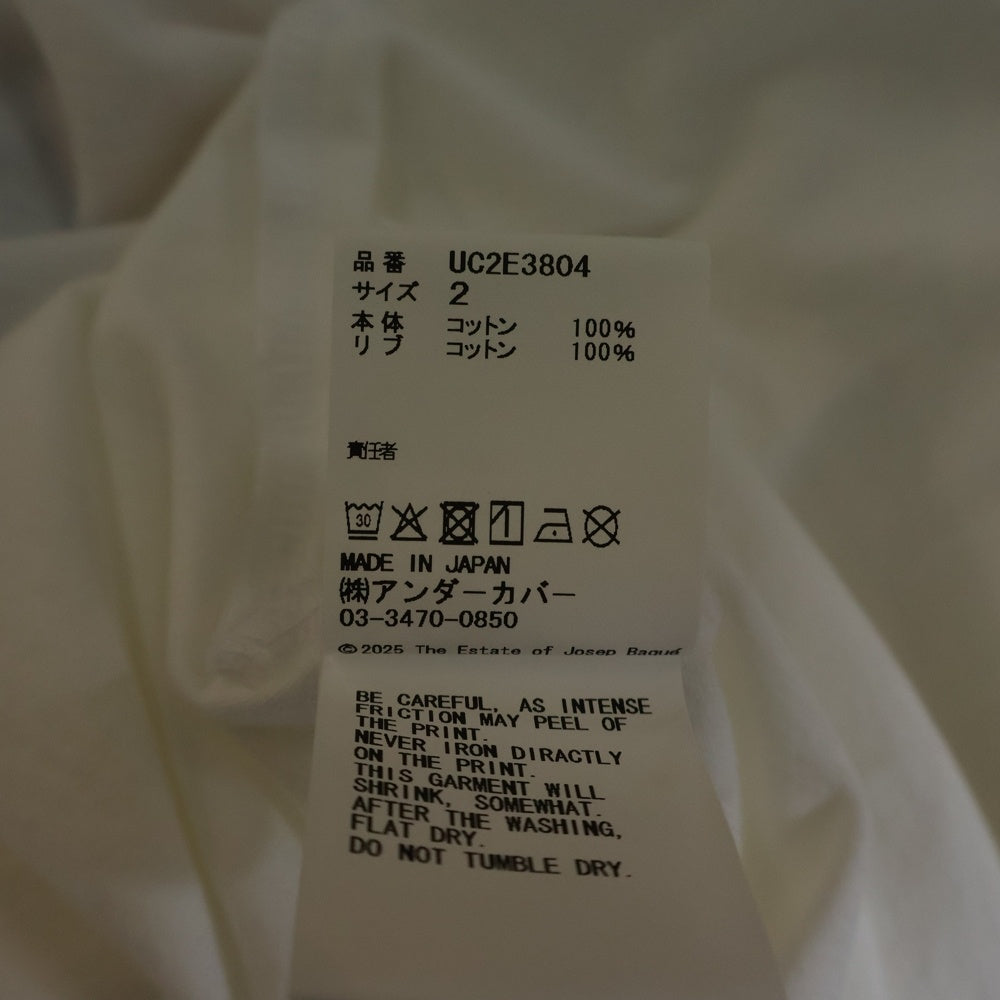 品番 UC2E3804
サイズ 2
本体 コットン 100%
リブ コットン 100%
責任者
30
MADE IN JAPAN
㈱アンダーカバー
03-3470-0850
©2025 The Estate of Josep Baqué
BE CAREFUL, AS INTENSE
FRICTION MAY PEEL OF
THE PRINT.
NEVER IRON DIRACTLY
ON THE PRINT.
THIS GARMENT WILL
SHRINK, SOMEWHAT.
AFTER THE WASHING,
FLAT DRY.
DO NOT TUMBLE DRY.